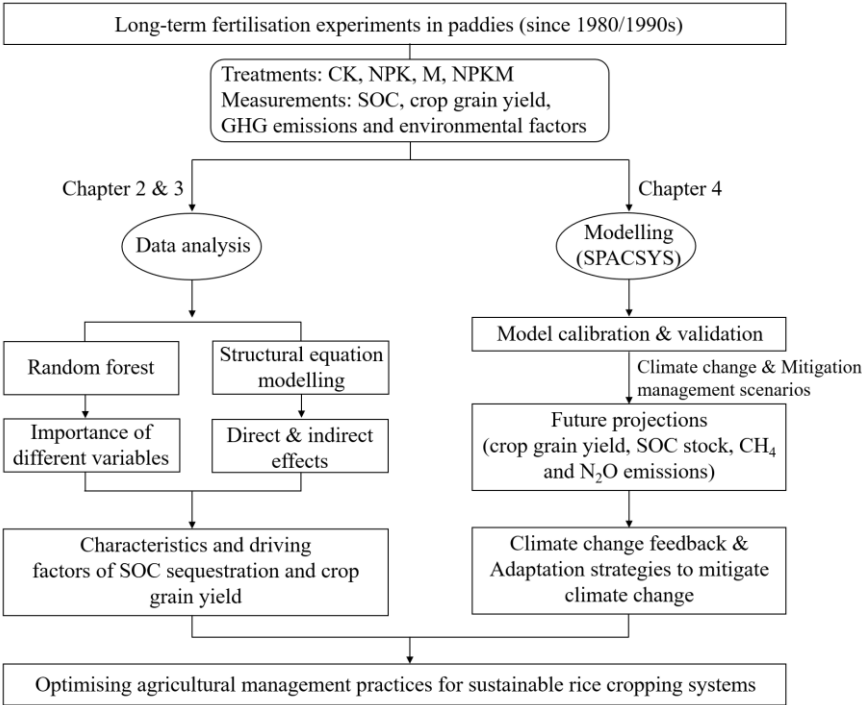 Long-term fertilisation experiments in paddies (since 1980/1990s)
Treatments: CK, NPK, M, NPKM
Measurements: SOC, crop grain yield,
GHG emissions and environmental factors
Chapter 2 & 3
Chapter 4
Data analysis
Modelling
(SPACSYS)
Random forest
Structural equation
modelling
Model calibration & validation
Climate change & Mitigation
management scenarios
Importance of
different variables
Direct & indirect
effects
Future projections
(crop grain yield, SOC stock, CH₄
and N₂O emissions)
Characteristics and driving
factors of SOC sequestration and crop
grain yield
Climate change feedback &
Adaptation strategies to mitigate
climate change
Optimising agricultural management practices for sustainable rice cropping systems